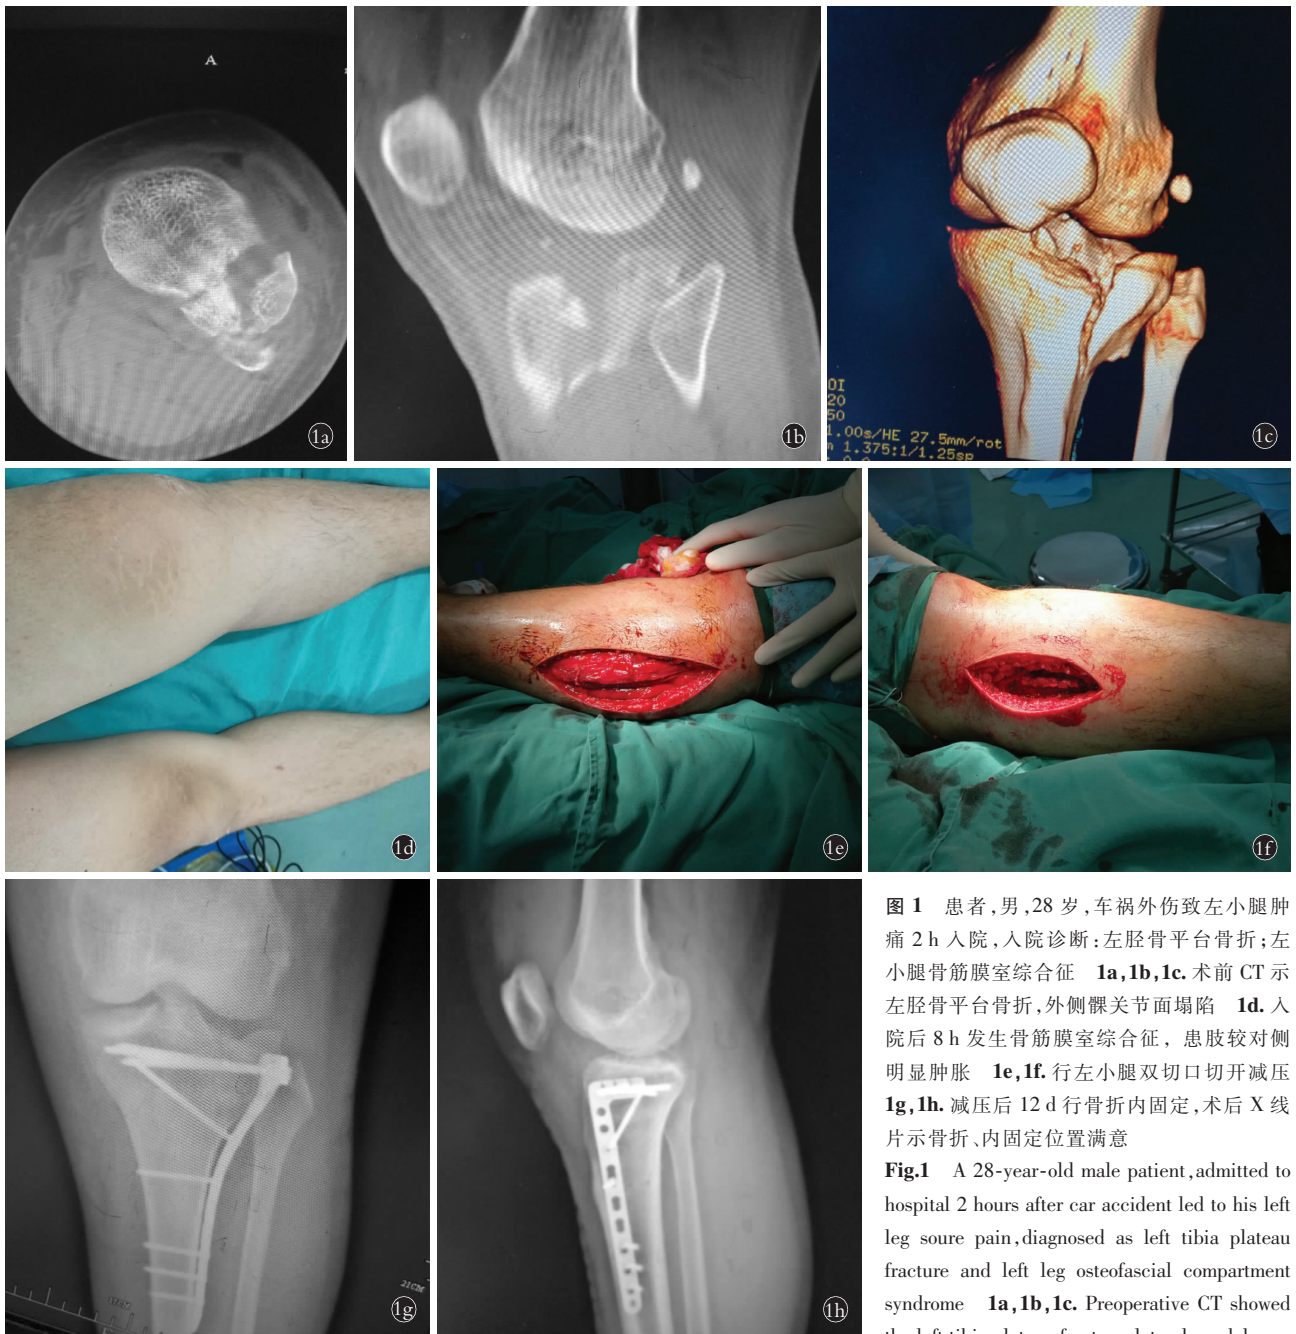 A
1a
1b
OI
20
50
1.00s/HE 27.5mm/rot
1.375:1/1.25sp
1c
1d
1e
1f
17CM
21CM
1g
1h
图 1 患者,男,28 岁,车祸外伤致左小腿肿
痛 2 h 入院,入院诊断:左胫骨平台骨折;左
小腿骨筋膜室综合征 1a,1b,1c. 术前 CT 示
左胫骨平台骨折,外侧髁关节面塌陷 1d. 入
院后 8 h 发生骨筋膜室综合征,患肢较对侧
明显肿胀 1e,1f. 行左小腿双切口切开减压
1g,1h. 减压后 12 d 行骨折内固定,术后 X 线
片示骨折、内固定位置满意
Fig.1 A 28-year-old male patient,admitted to
hospital 2 hours after car accident led to his left
leg soure pain,diagnosed as left tibia plateau
fracture and left leg osteofascial compartment
syndrome 1a,1b,1c. Preoperative CT showed